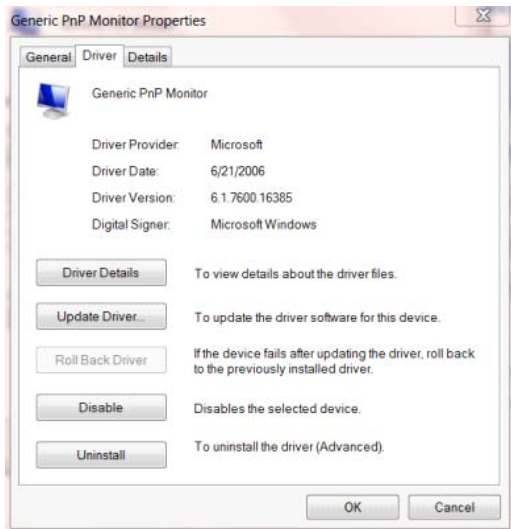 Generic PnP Monitor Properties
General Driver Details
Generic PnP Monitor
Driver Provider: Microsoft
Driver Date: 6/21/2006
Driver Version: 6.1.7600.16385
Digital Signer: Microsoft Windows
Driver Details To view details about the driver files.
Update Driver... To update the driver software for this device.
Roll Back Driver If the device fails after updating the driver, roll back
to the previously installed driver.
Disable Disables the selected device.
Uninstall To uninstall the driver (Advanced).
OK Cancel